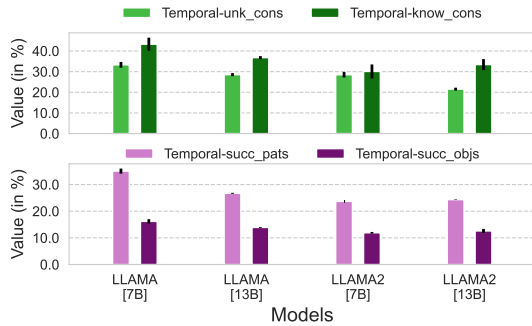 Temporal-unk_cons Temporal-know_cons
Value (in %)
40.0
30.0
20.0
10.0
0.0
Temporal-succ_pats Temporal-succ_objs
Value (in %)
30.0
20.0
10.0
0.0
LLAMA LLAMA LLAMA2 LLAMA2
[7B] [13B] [7B] [13B]
Models